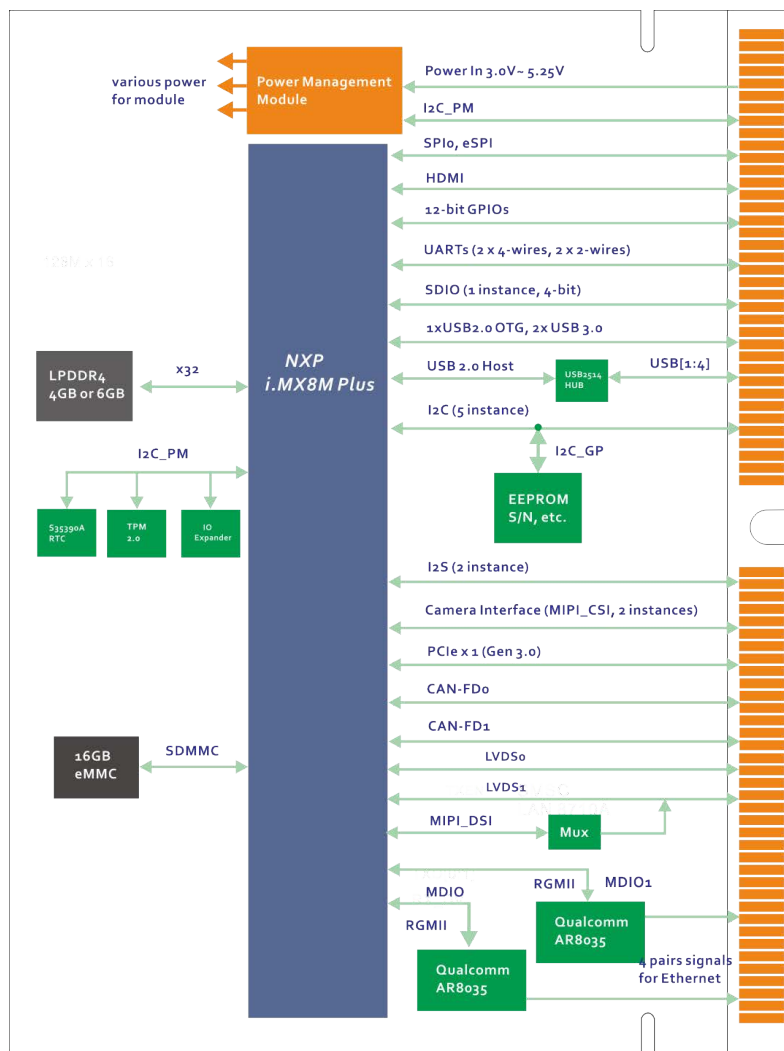 various power
for module
Power Management
Module
Power In 3.0V~ 5.25V
I2C_PM
SPI0, eSPI
HDMI
12-bit GPIOs
UARTs (2 x 4-wires, 2 x 2-wires)
SDIO (1 instance, 4-bit)
1xUSB2.0 OTG, 2x USB 3.0
NXP
i.MX8M Plus
LPDDR4
4GB or 6GB
x32
USB 2.0 Host
USB2514
HUB
USB[1:4]
I2C (5 instance)
I2C_GP
EEPROM
S/N, etc.
I2C_PM
S35390A
RTC
TPM
2.0
IO
Expander
I2S (2 instance)
Camera Interface (MIPI_CSI, 2 instances)
PCIe x 1 (Gen 3.0)
CAN-FD0
CAN-FD1
16GB
eMMC
SDMMC
LVDS0
LVDS1
MIPI_DSI
Mux
MDIO
RGMII
RGMII
MDIO1
Qualcomm
AR8035
Qualcomm
AR8035
4 pairs signals
for Ethernet